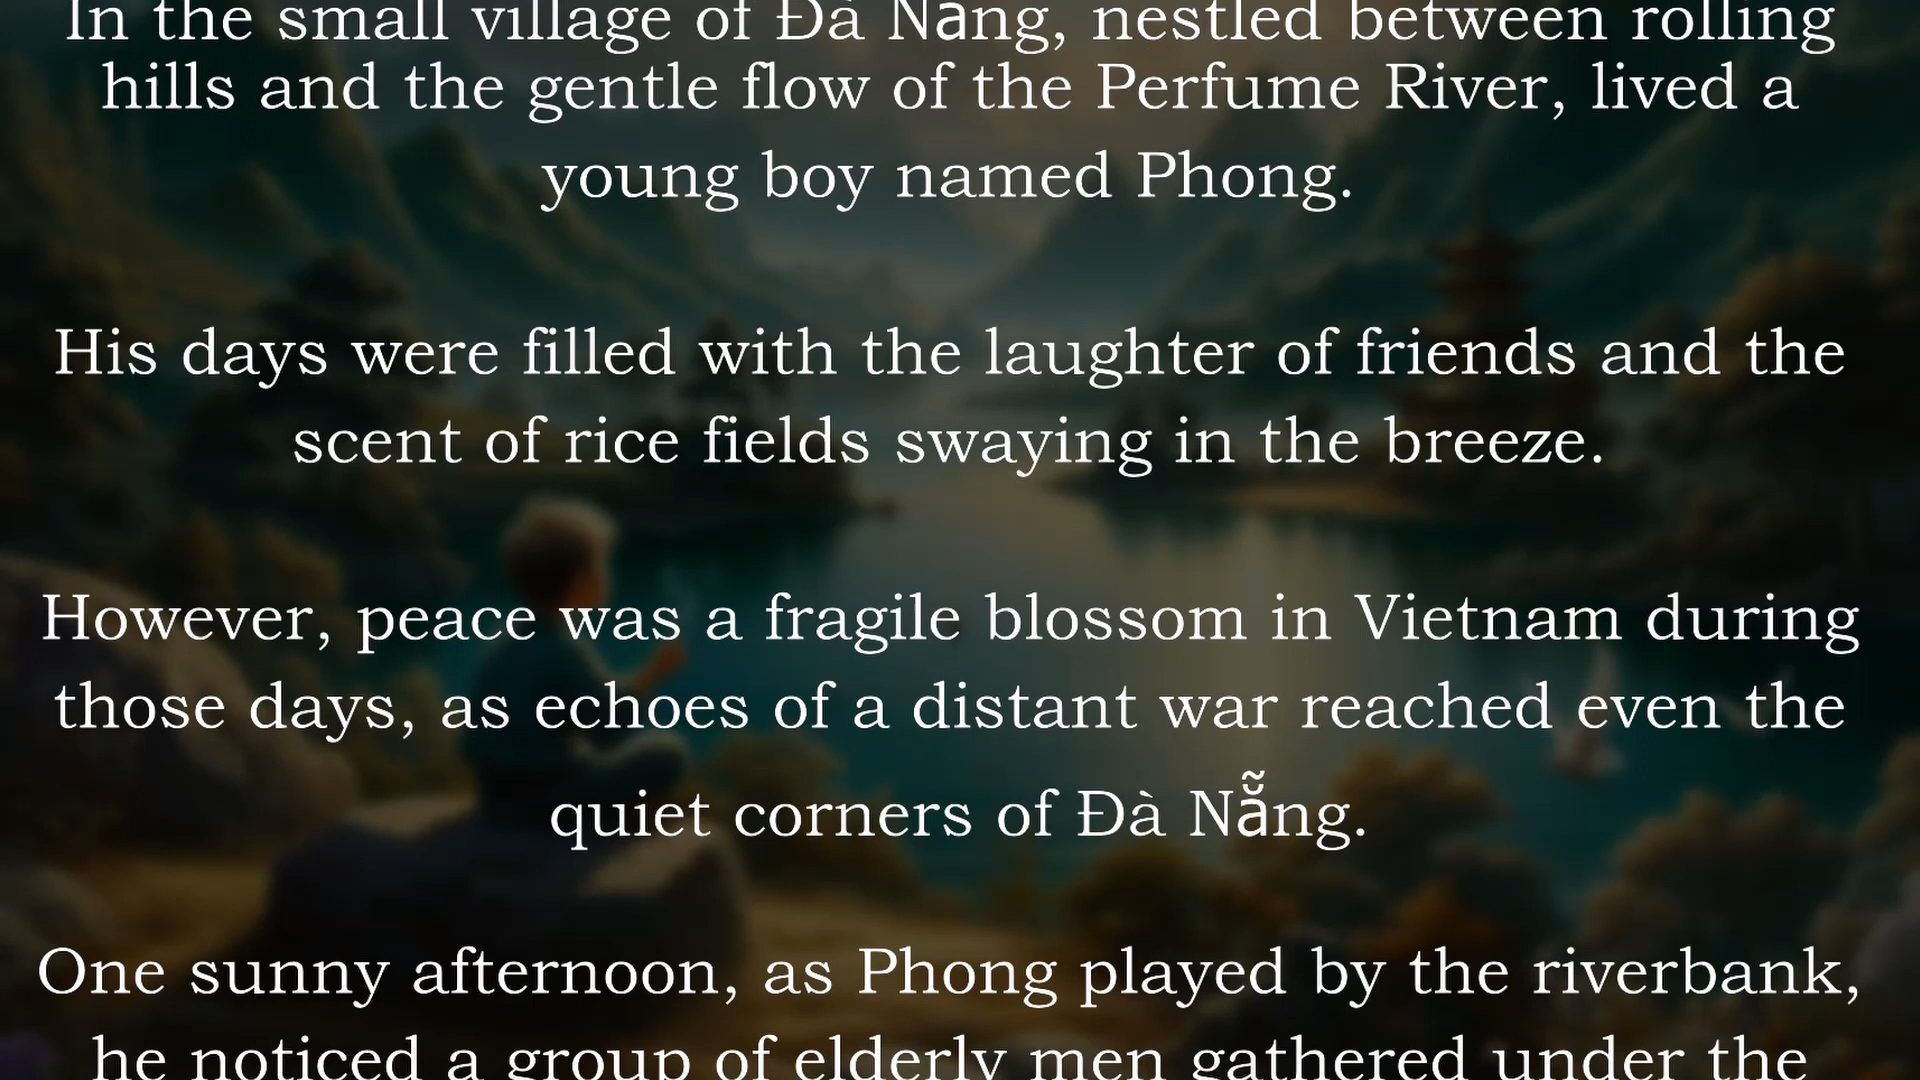 In the small village of Đà Nẵng, nestled between rolling
hills and the gentle flow of the Perfume River, lived a
young boy named Phong.
His days were filled with the laughter of friends and the
scent of rice fields swaying in the breeze.
However, peace was a fragile blossom in Vietnam during
those days, as echoes of a distant war reached even the
quiet corners of Đà Nẵng.
One sunny afternoon, as Phong played by the riverbank,
he noticed a group of elderly men gathered under the